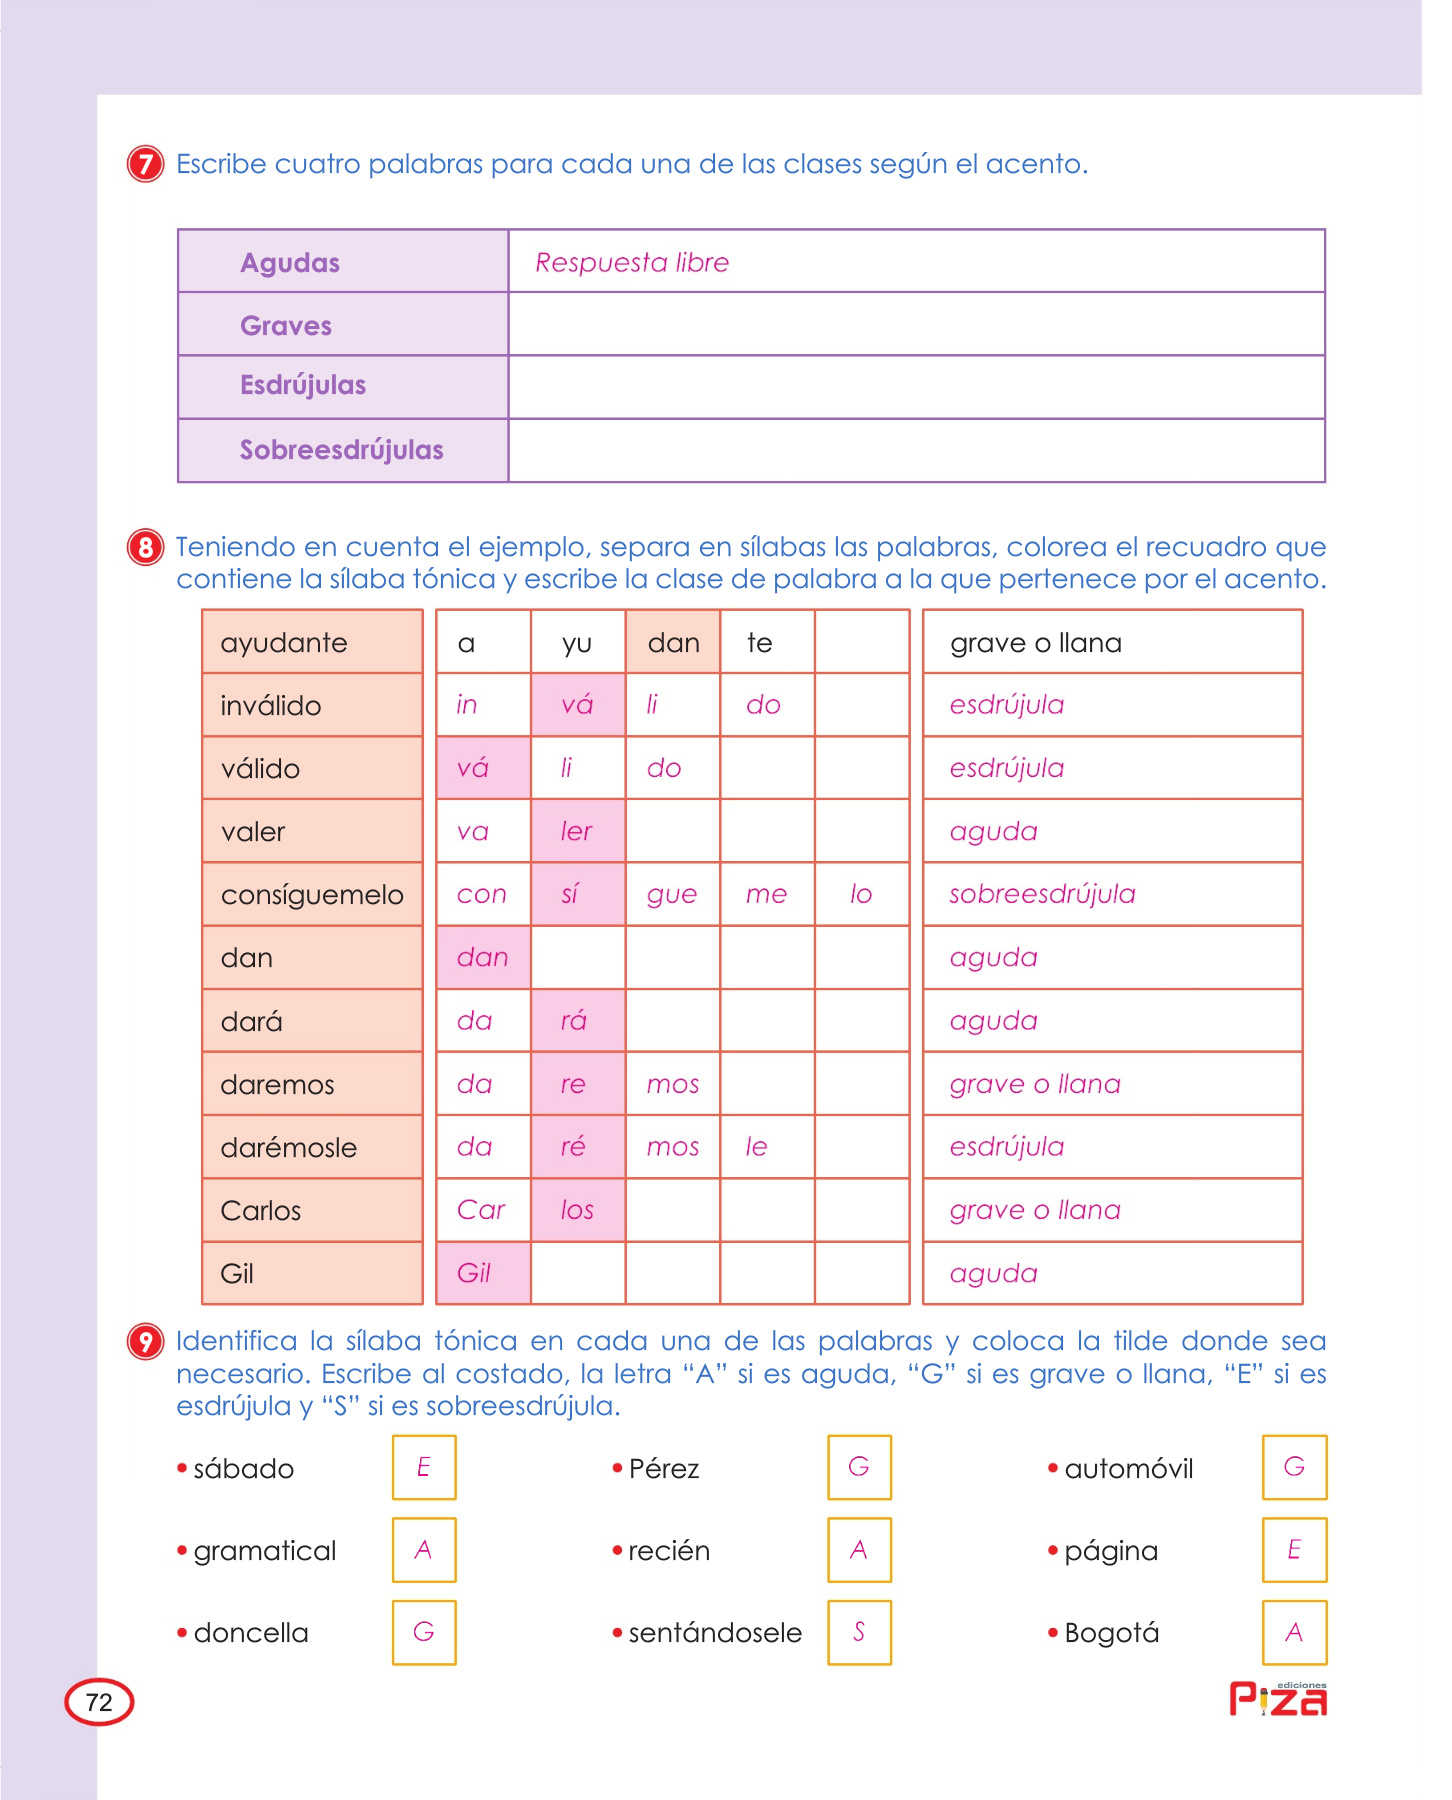 7 Escribe cuatro palabras para cada una de las clases según el acento.
Agudas Respuesta libre
Graves
Esdrújulas
Sobreesdrújulas
8 Teniendo en cuenta el ejemplo, separa en sílabas las palabras, colorea el recuadro que
contiene la sílaba tónica y escribe la clase de palabra a la que pertenece por el acento.
ayudante a yu dan te grave o llana
inválido in vá li do esdrújula
válido vá li do esdrújula
valer va ler aguda
consíguemelo con sí gue me lo sobreesdrújula
dan dan aguda
dará da rá aguda
daremos da re mos grave o llana
darémosle da ré mos le esdrújula
Carlos Car los grave o llana
Gil Gil aguda
9 Identifica la sílaba tónica en cada una de las palabras y coloca la tilde donde sea
necesario. Escribe al costado, la letra “A” si es aguda, “G” si es grave o llana, “E” si es
esdrújula y “S” si es sobreesdrújula.
• sábado E • Pérez G • automóvil G
• gramatical A • recién A • página E
• doncella G • sentándosele S • Bogotá A
72
ediciones
Piza